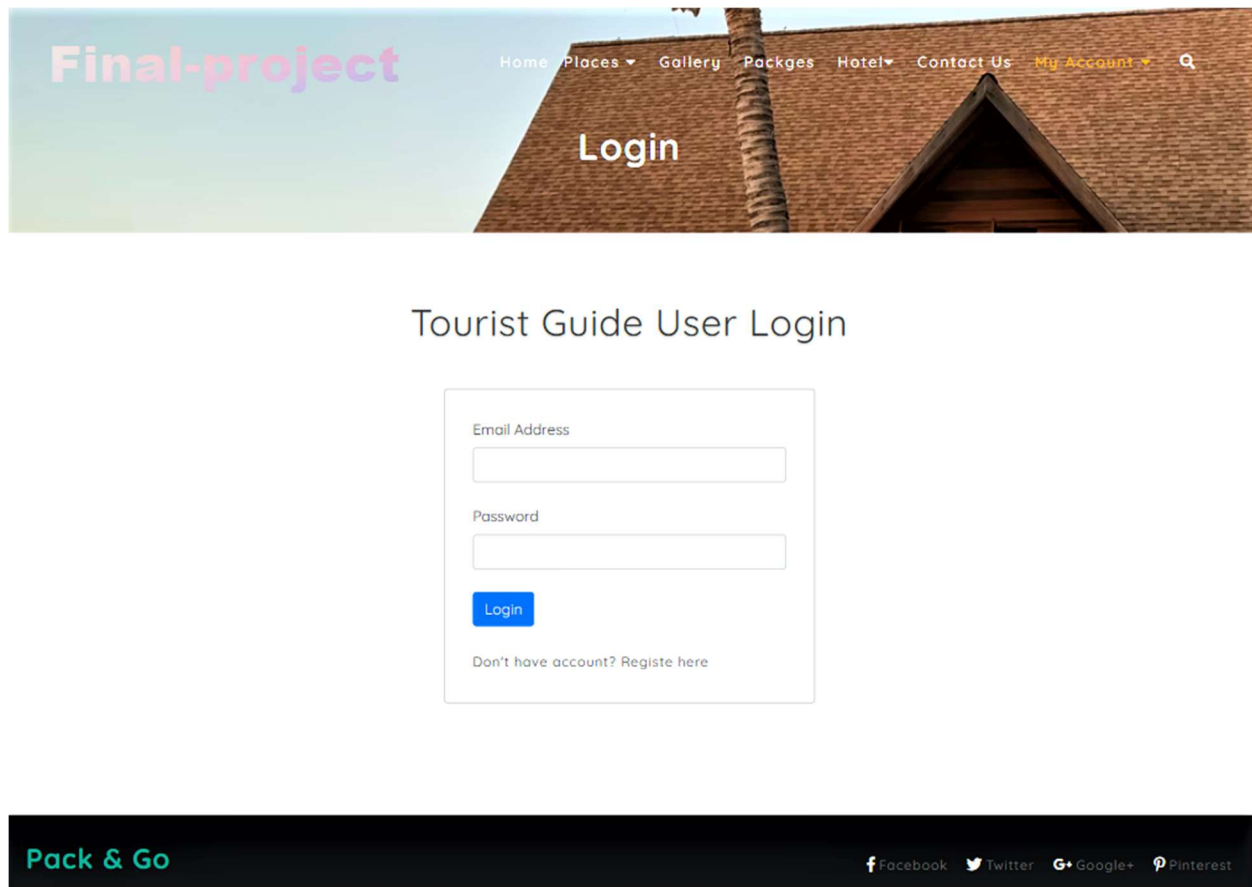 Final-project
Home Places Gallery Packges Hotel Contact Us My Account
Login
Tourist Guide User Login
Email Address
Password
Login
Don't have account? Registe here
Pack & Go
Facebook Twitter G+ Google+ Pinterest